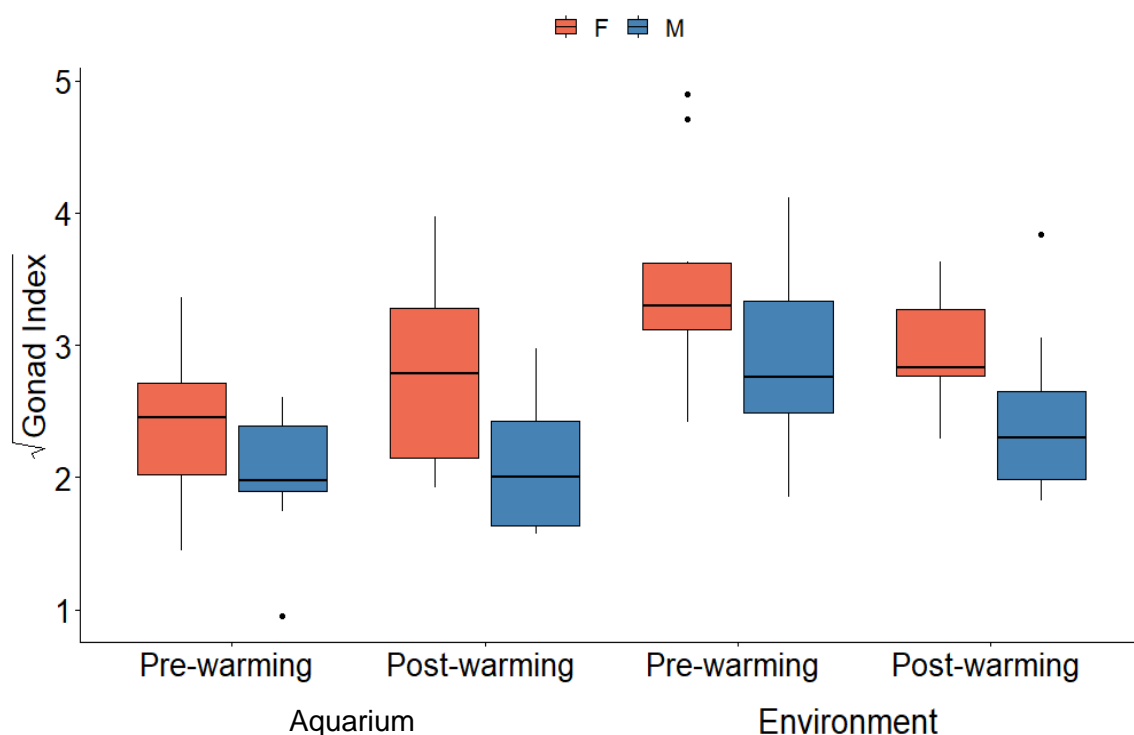 F M
5
4
3
2
1
√Gonad Index
Pre-warming Post-warming Pre-warming Post-warming
Aquarium Environment